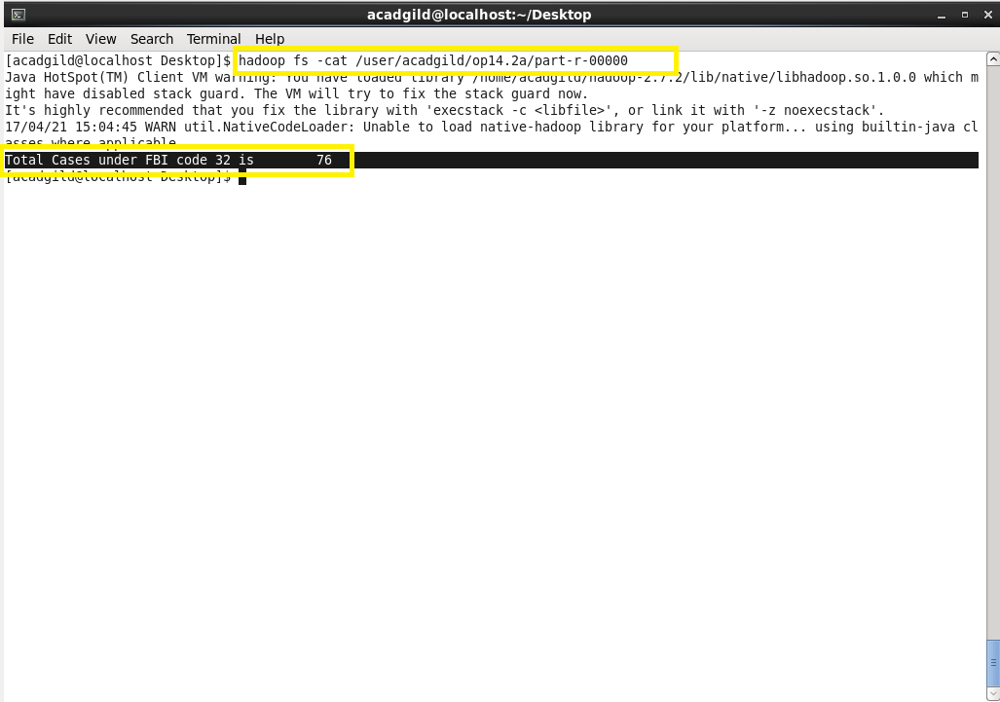 acadgild@localhost:~/Desktop
File Edit View Search Terminal Help
[acadgild@localhost Desktop]$ hadoop fs -cat /user/acadgild/op14.2a/part-r-00000
Java HotSpot(TM) Client VM warning: You have loaded library /home/acadgild/hadoop-2.7.2/lib/native/libhadoop.so.1.0.0 which m
ight have disabled stack guard. The VM will try to fix the stack guard now.
It's highly recommended that you fix the library with 'execstack -c <libfile>', or link it with '-z noexecstack'.
17/04/21 15:04:45 WARN util.NativeCodeLoader: Unable to load native-hadoop library for your platform... using builtin-java cl
asses where applicable
Total Cases under FBI code 32 is 76
[acadgild@localhost Desktop]$